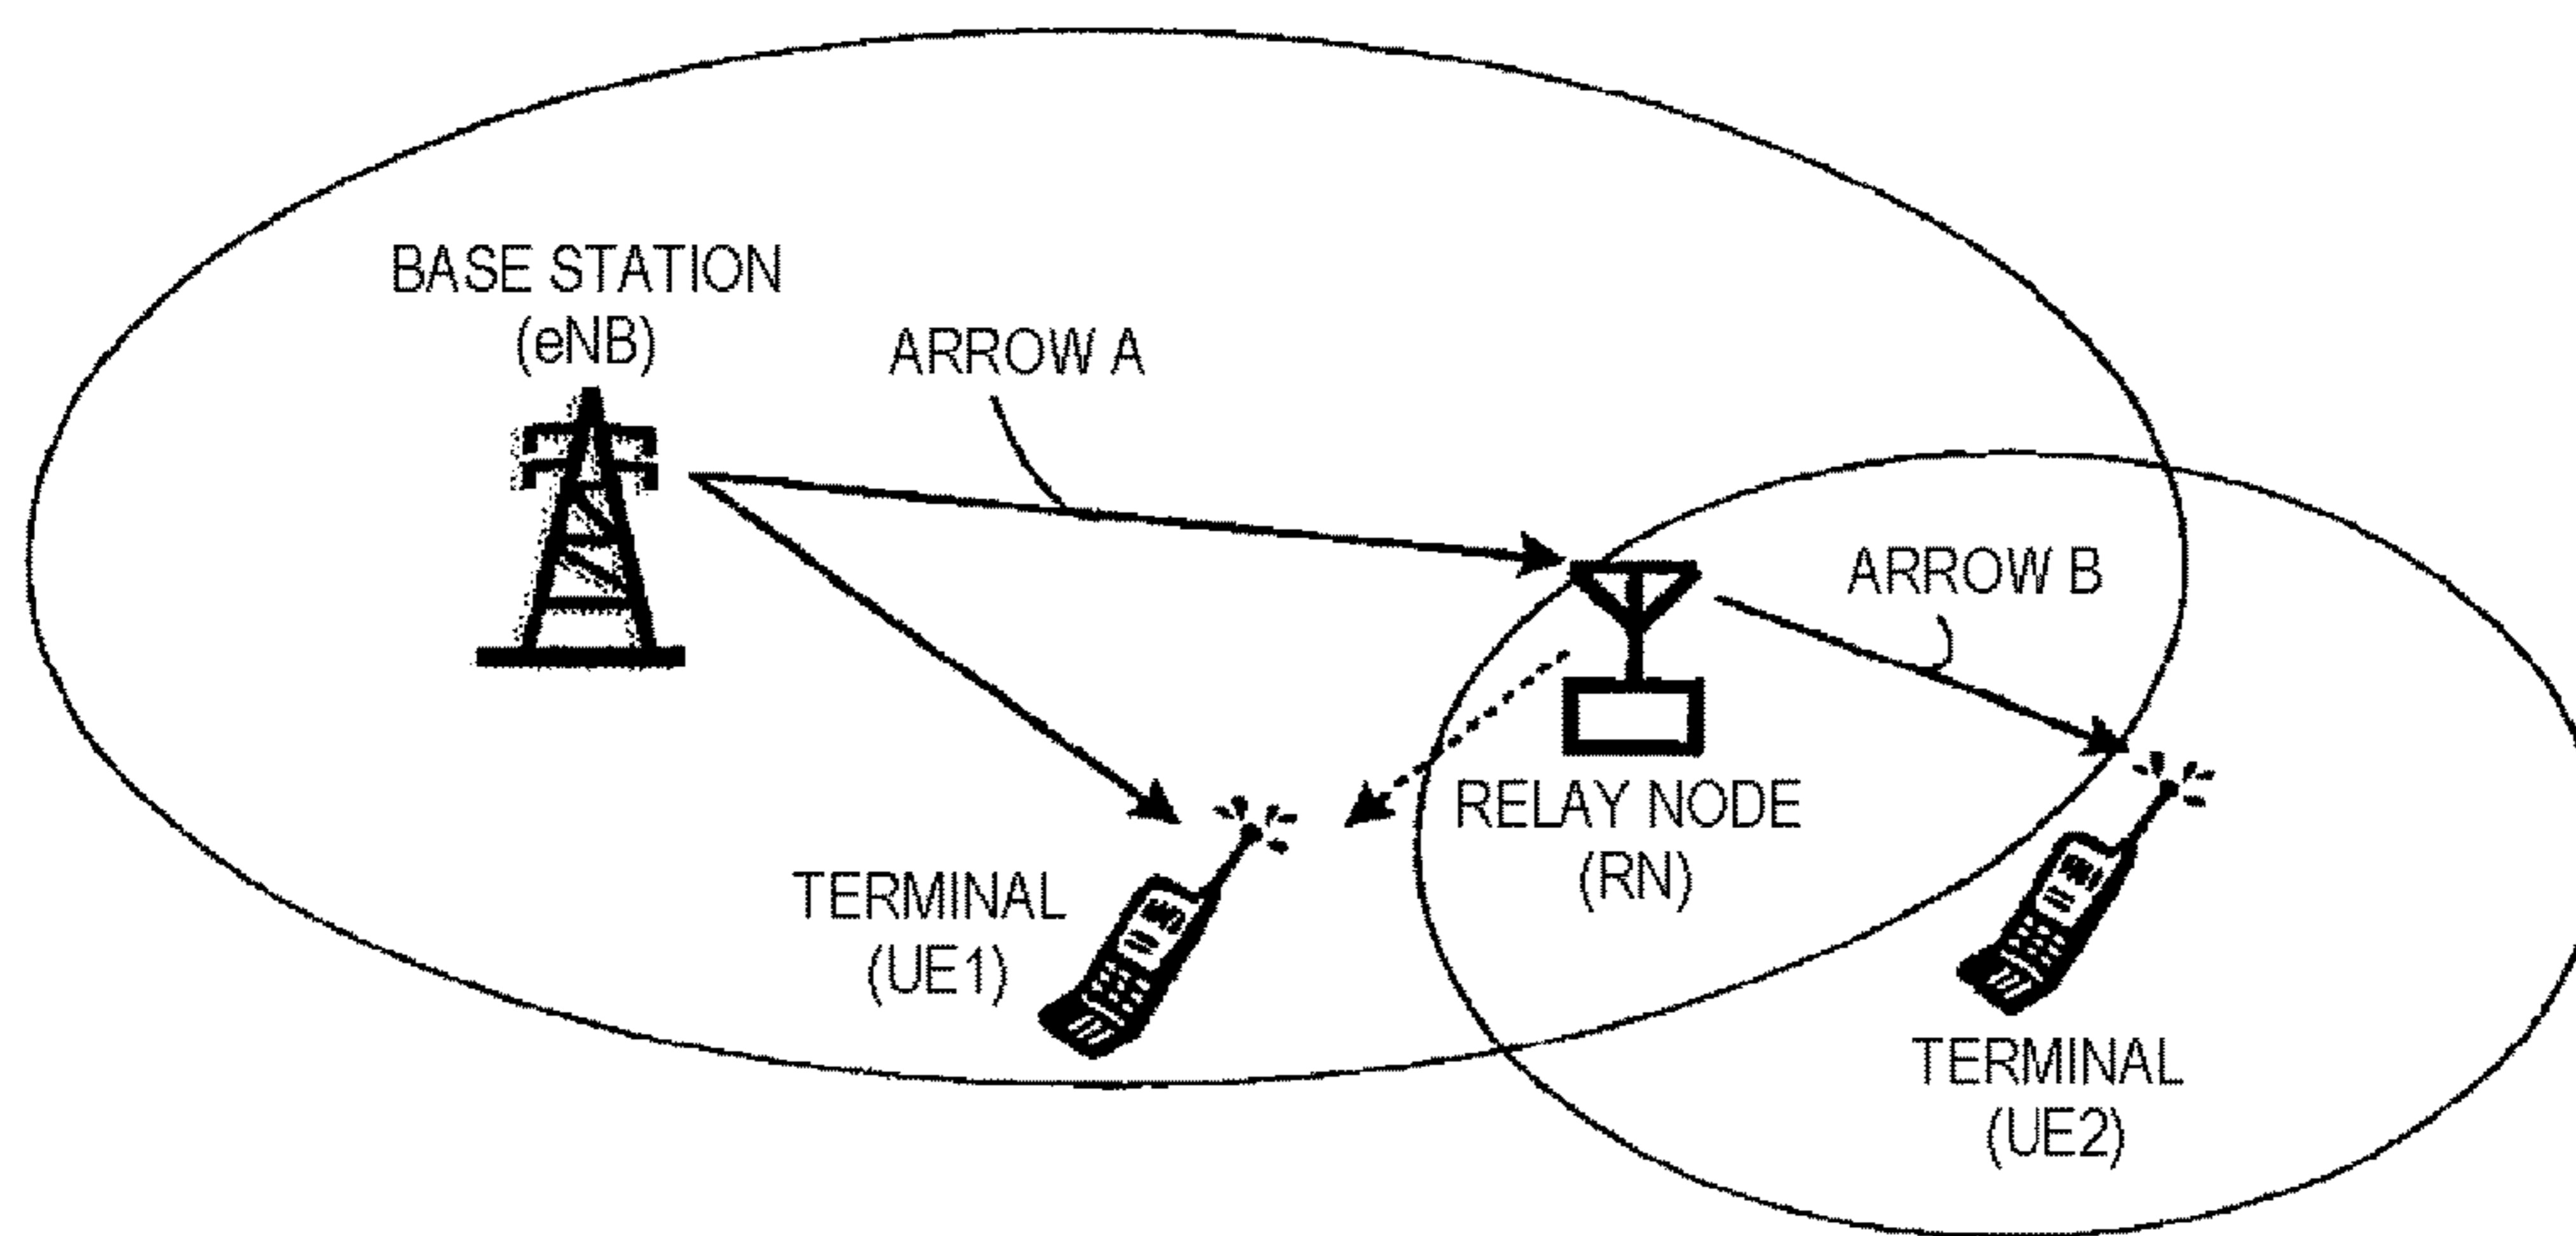 BASE STATION
(eNB)
ARROW A
ARROW B
RELAY NODE
(RN)
TERMINAL
(UE1)
TERMINAL
(UE2)